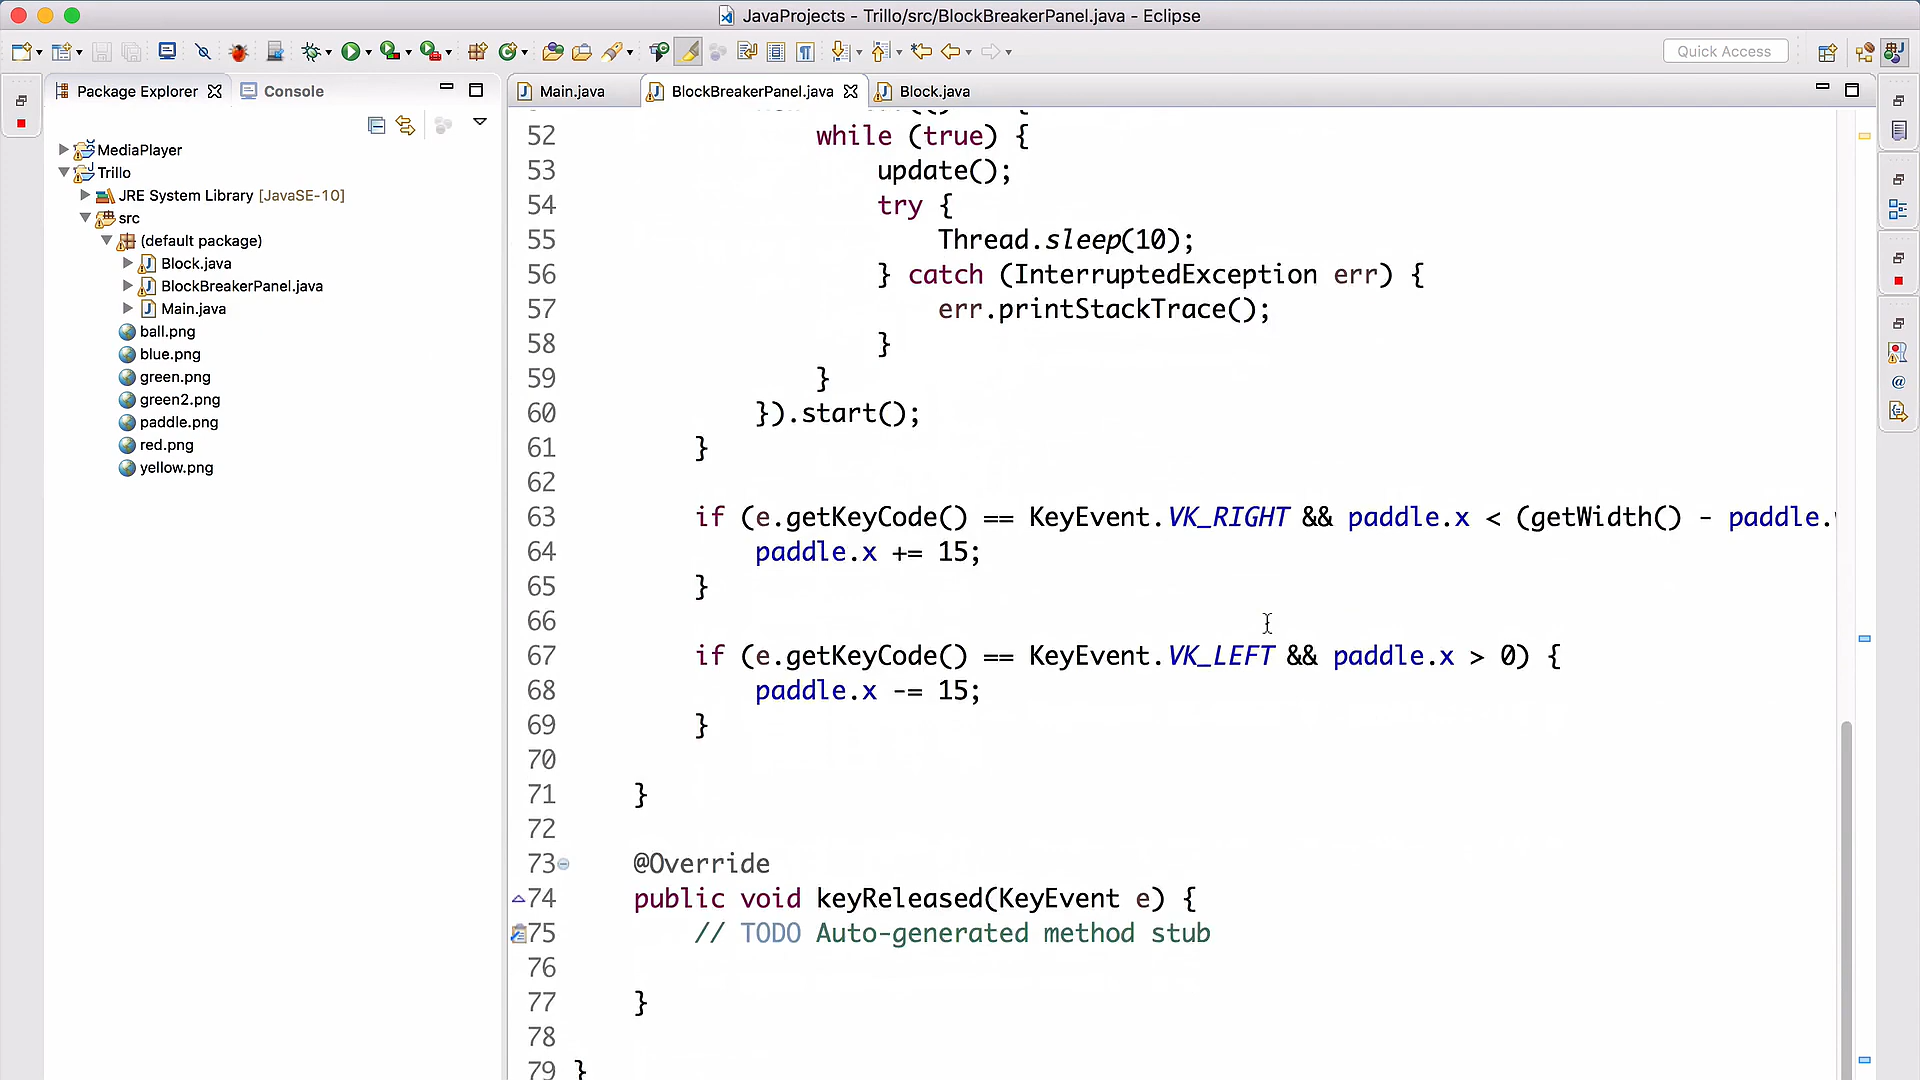 JavaProjects - Trillo/src/BlockBreakerPanel.java - Eclipse
Quick Access
Package Explorer
Console
Main.java
BlockBreakerPanel.java
Block.java
MediaPlayer
Trillo
JRE System Library [JavaSE-10]
src
(default package)
Block.java
BlockBreakerPanel.java
Main.java
ball.png
blue.png
green.png
green2.png
paddle.png
red.png
yellow.png
52 while (true) {
53 update();
54 try {
55 Thread.sleep(10);
56 } catch (InterruptedException err) {
57 err.printStackTrace();
58 }
59 }
60 }).start();
61 }
62
63 if (e.getKeyCode() == KeyEvent.VK_RIGHT && paddle.x < (getWidth() - paddle.
64 paddle.x += 15;
65 }
66
67 if (e.getKeyCode() == KeyEvent.VK_LEFT && paddle.x > 0) {
68 paddle.x -= 15;
69 }
70
71 }
72
73 @Override
74 public void keyReleased(KeyEvent e) {
75 // TODO Auto-generated method stub
76
77 }
78
79 }